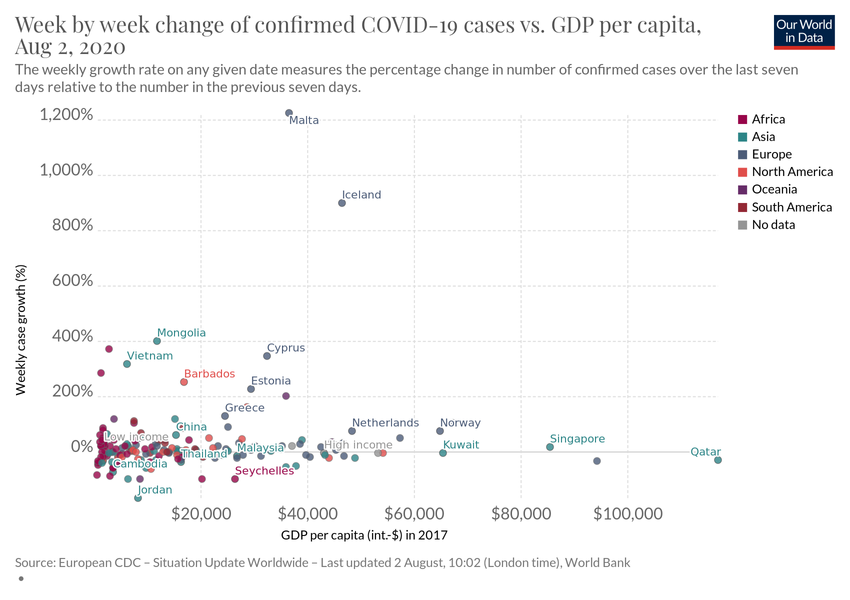 Week by week change of confirmed COVID-19 cases vs. GDP per capita,
Aug 2, 2020
Our World
in Data
The weekly growth rate on any given date measures the percentage change in number of confirmed cases over the last seven
days relative to the number in the previous seven days.
1,200%
Malta
Africa
Asia
Europe
North America
Oceania
South America
No data
1,000%
Iceland
800%
600%
Weekly case growth (%)
400%
Mongolia
Vietnam
Cyprus
Barbados
Estonia
200%
Greece
China
Netherlands
Norway
Low income
0%
Thailand
Malaysia
High income
Kuwait
Singapore
Qatar
Cambodia
Seychelles
Jordan
$20,000
$40,000
$60,000
$80,000
$100,000
GDP per capita (int.-$) in 2017
Source: European CDC – Situation Update Worldwide – Last updated 2 August, 10:02 (London time), World Bank